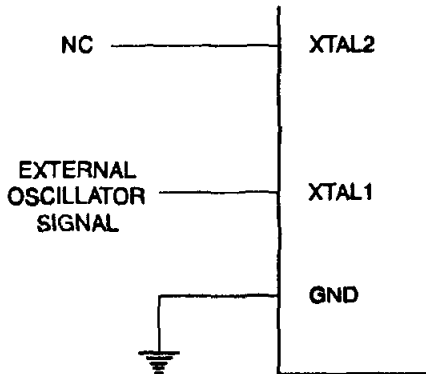 NC
XTAL2
EXTERNAL
OSCILLATOR
SIGNAL
XTAL1
GND